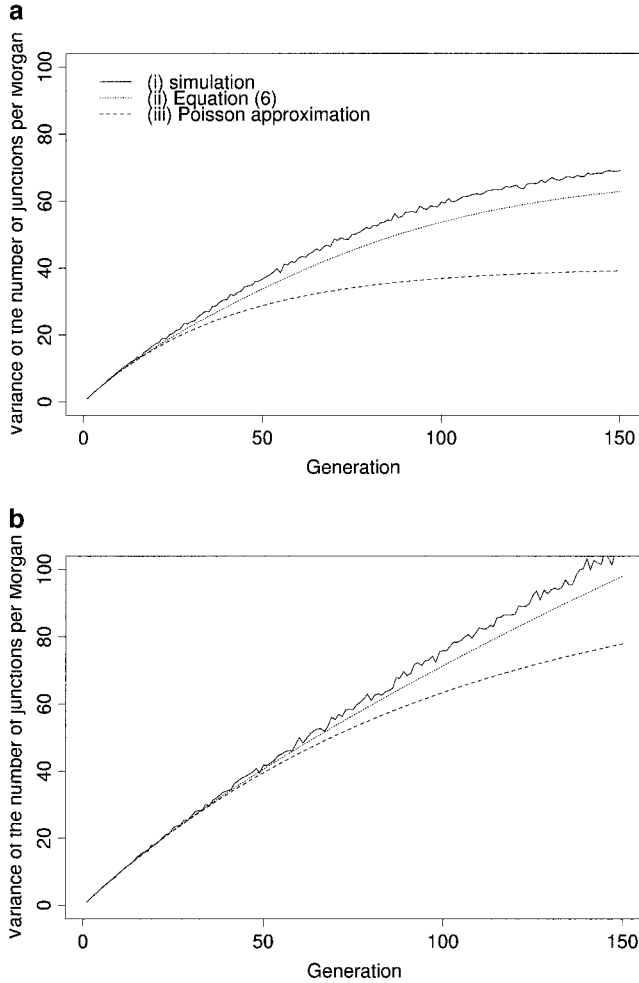 a
Variance of the number of junctions per Morgan
100
80
60
40
20
0
(i) simulation
(ii) Equation (6)
(iii) Poisson approximation
0 50 100 150
Generation
b
Variance of the number of junctions per Morgan
100
80
60
40
20
0
0 50 100 150
Generation